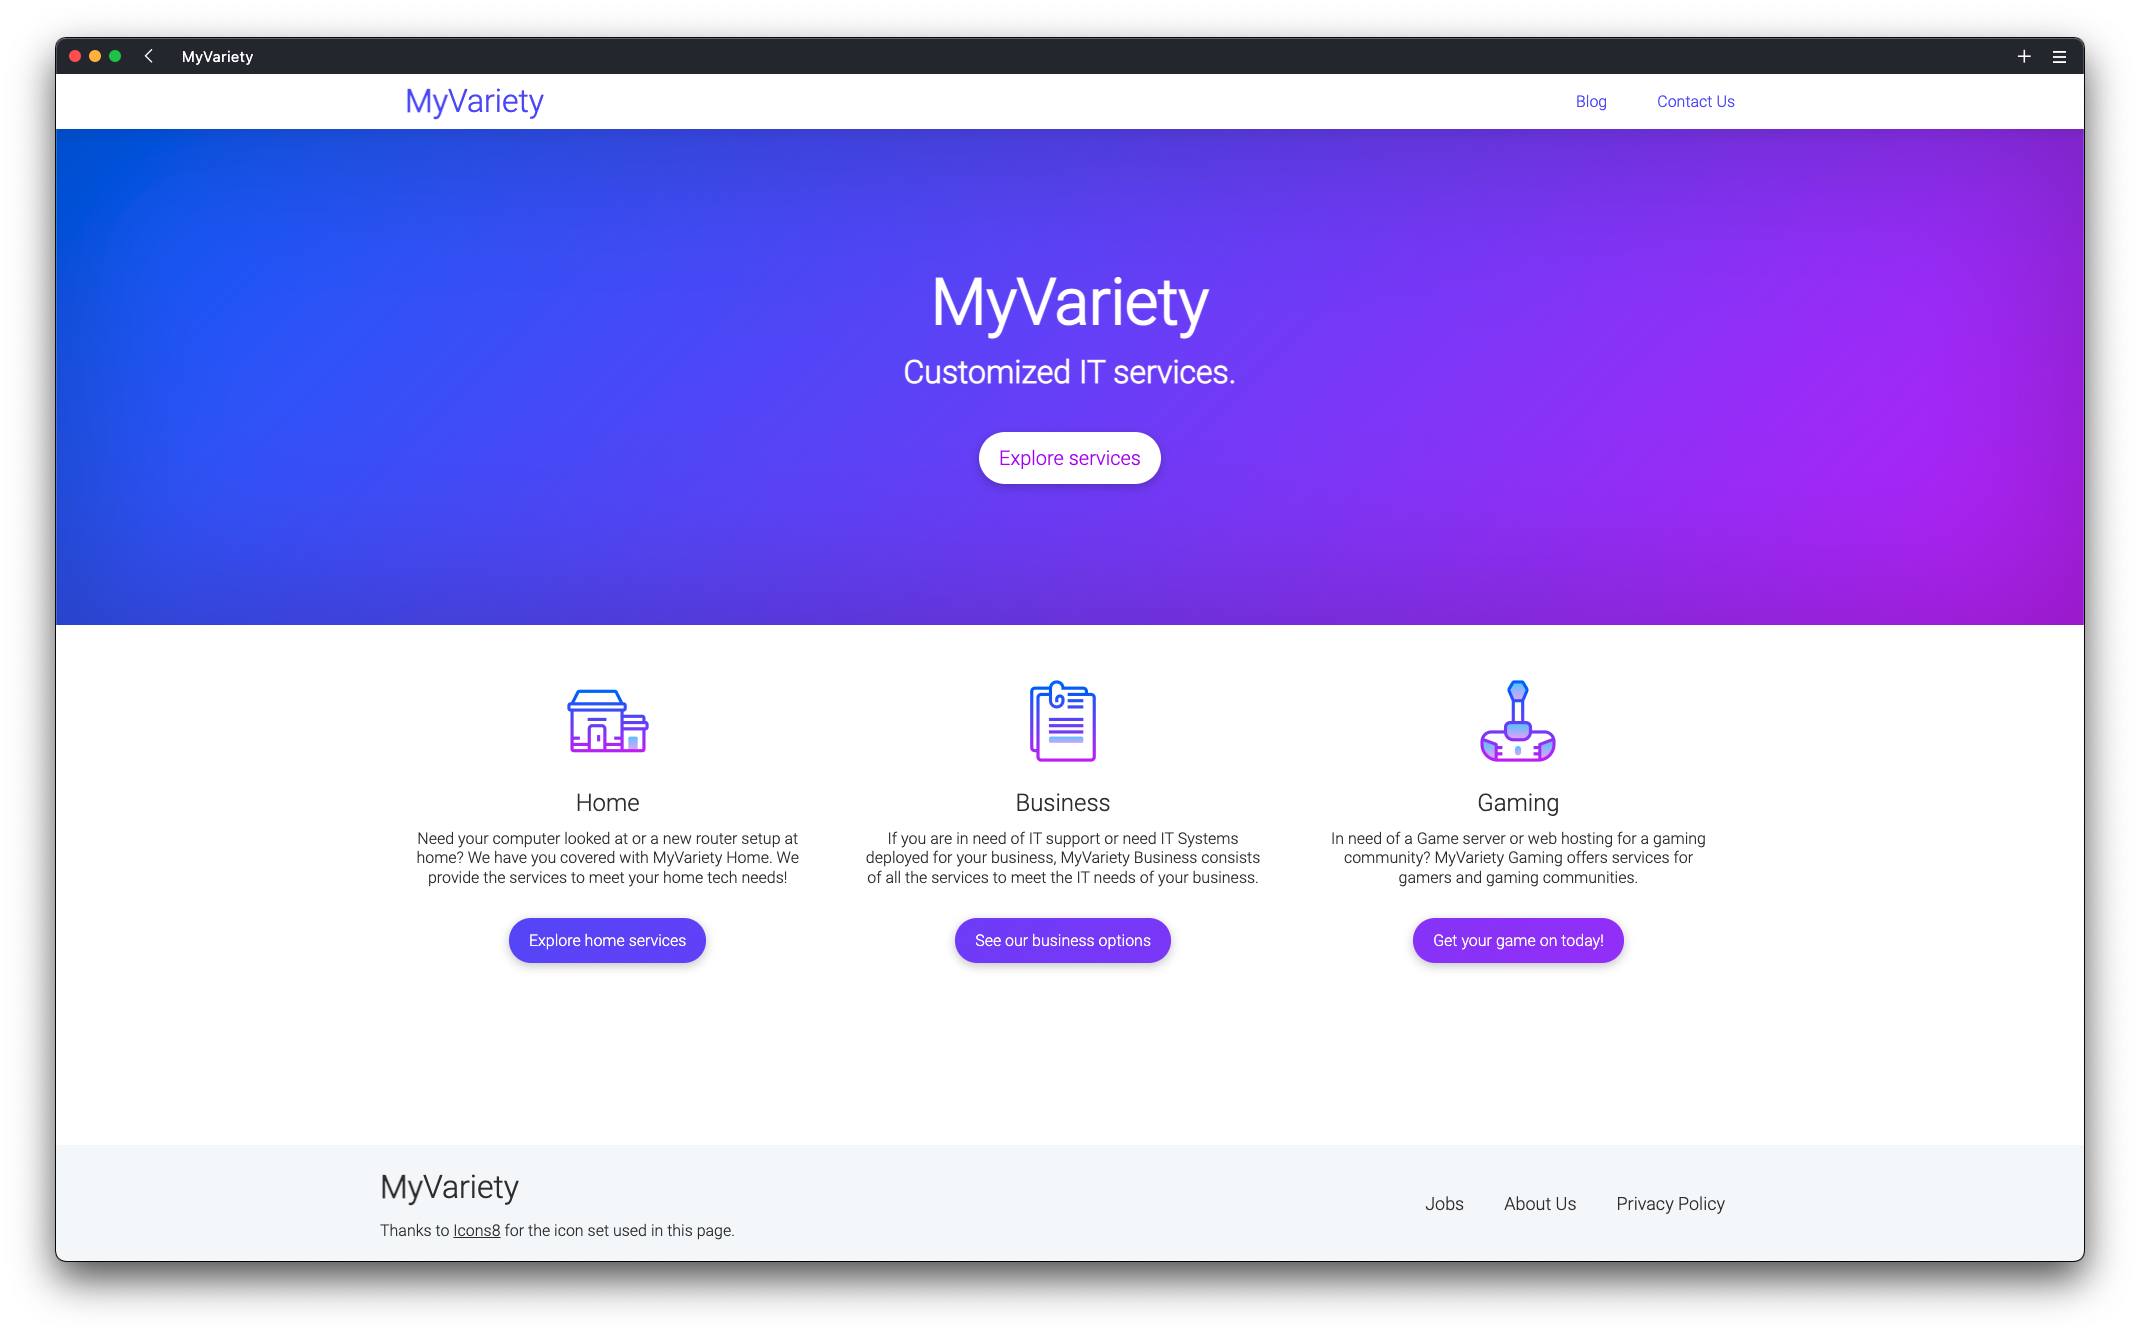 MyVariety
MyVariety
Blog
Contact Us
MyVariety
Customized IT services.
Explore services
Home
Need your computer looked at or a new router setup at
home? We have you covered with MyVariety Home. We
provide the services to meet your home tech needs!
Explore home services
Business
If you are in need of IT support or need IT Systems
deployed for your business, MyVariety Business consists
of all the services to meet the IT needs of your business.
See our business options
Gaming
In need of a Game server or web hosting for a gaming
community? MyVariety Gaming offers services for
gamers and gaming communities.
Get your game on today!
MyVariety
Thanks to Icons8 for the icon set used in this page.
Jobs
About Us
Privacy Policy